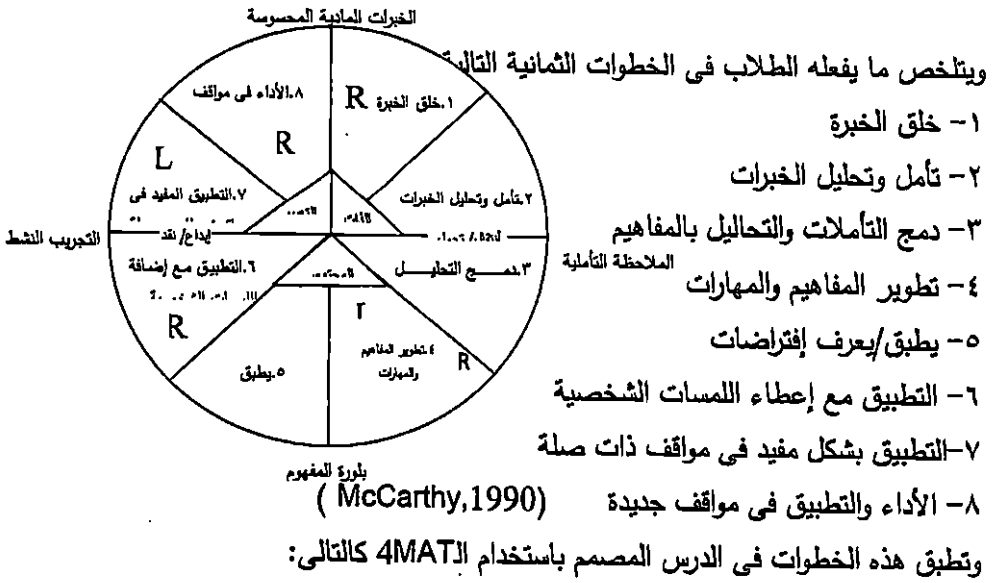 الخبرات المادية المحسوسة
٨.الأداء فى مواقف
R
R
١.خلق الخبرة
L
٧.التطبيق المفيد فى
٢.تأمل وتحليل الخبرات
إبداع/ نقد
التجريب النشط
الملاحظة التأملية
٦.التطبيق مع إضافة
٣.دمــــج التحليـــــل
R
r
٤.تطوير المفاهيم
والمهارات
R
٥.يطبق
بلورة المفهوم
ويتلخص ما يفعله الطلاب فى الخطوات الثمانية التالية
١- خلق الخبرة
٢- تأمل وتحليل الخبرات
٣- دمج التأملات والتحاليل بالمفاهيم
٤- تطوير المفاهيم والمهارات
٥- يطبق/يعرف إفتراضات
٦- التطبيق مع إعطاء اللمسات الشخصية
٧-التطبيق بشكل مفيد فى مواقف ذات صلة
٨- الأداء والتطبيق فى مواقف جديدة (McCarthy,1990 )
وتطبق هذه الخطوات فى الدرس المصمم باستخدام الـ4MAT كالتالى: